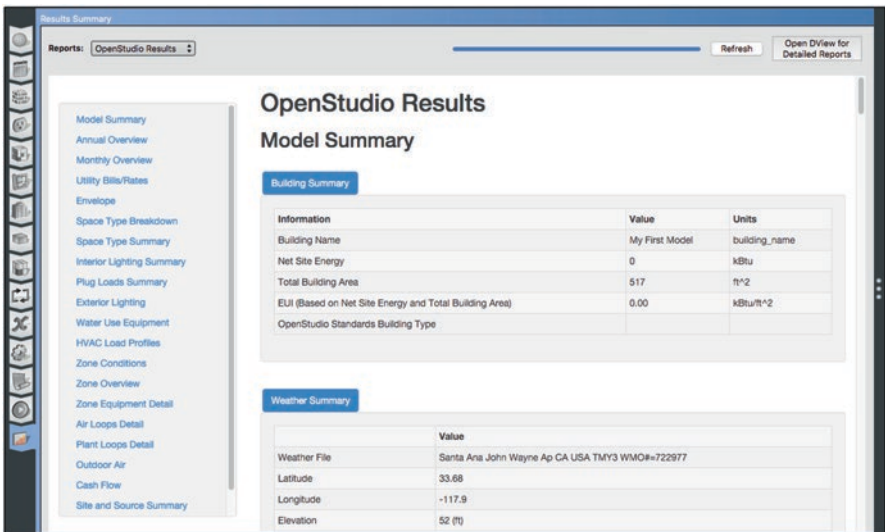 Results Summary
Reports: OpenStudio Results Refresh Open DView for
Detailed Reports
Model Summary
Annual Overview
Monthly Overview
Utility Bills/Rates
Envelope
Space Type Breakdown
Space Type Summary
Interior Lighting Summary
Plug Loads Summary
Exterior Lighting
Water Use Equipment
HVAC Load Profiles
Zone Conditions
Zone Overview
Zone Equipment Detail
Air Loops Detail
Plant Loops Detail
Outdoor Air
Cash Flow
Site and Source Summary
OpenStudio Results
Model Summary
Building Summary
Information Value Units
Building Name My First Model building_name
Net Site Energy 0 kBtu
Total Building Area 517 ft^2
EUI (Based on Net Site Energy and Total Building Area) 0.00 kBtu/ft^2
OpenStudio Standards Building Type
Weather Summary
Value
Weather File Santa Ana John Wayne Ap CA USA TMY3 WMO#=722977
Latitude 33.68
Longitude -117.9
Elevation 52 (ft)